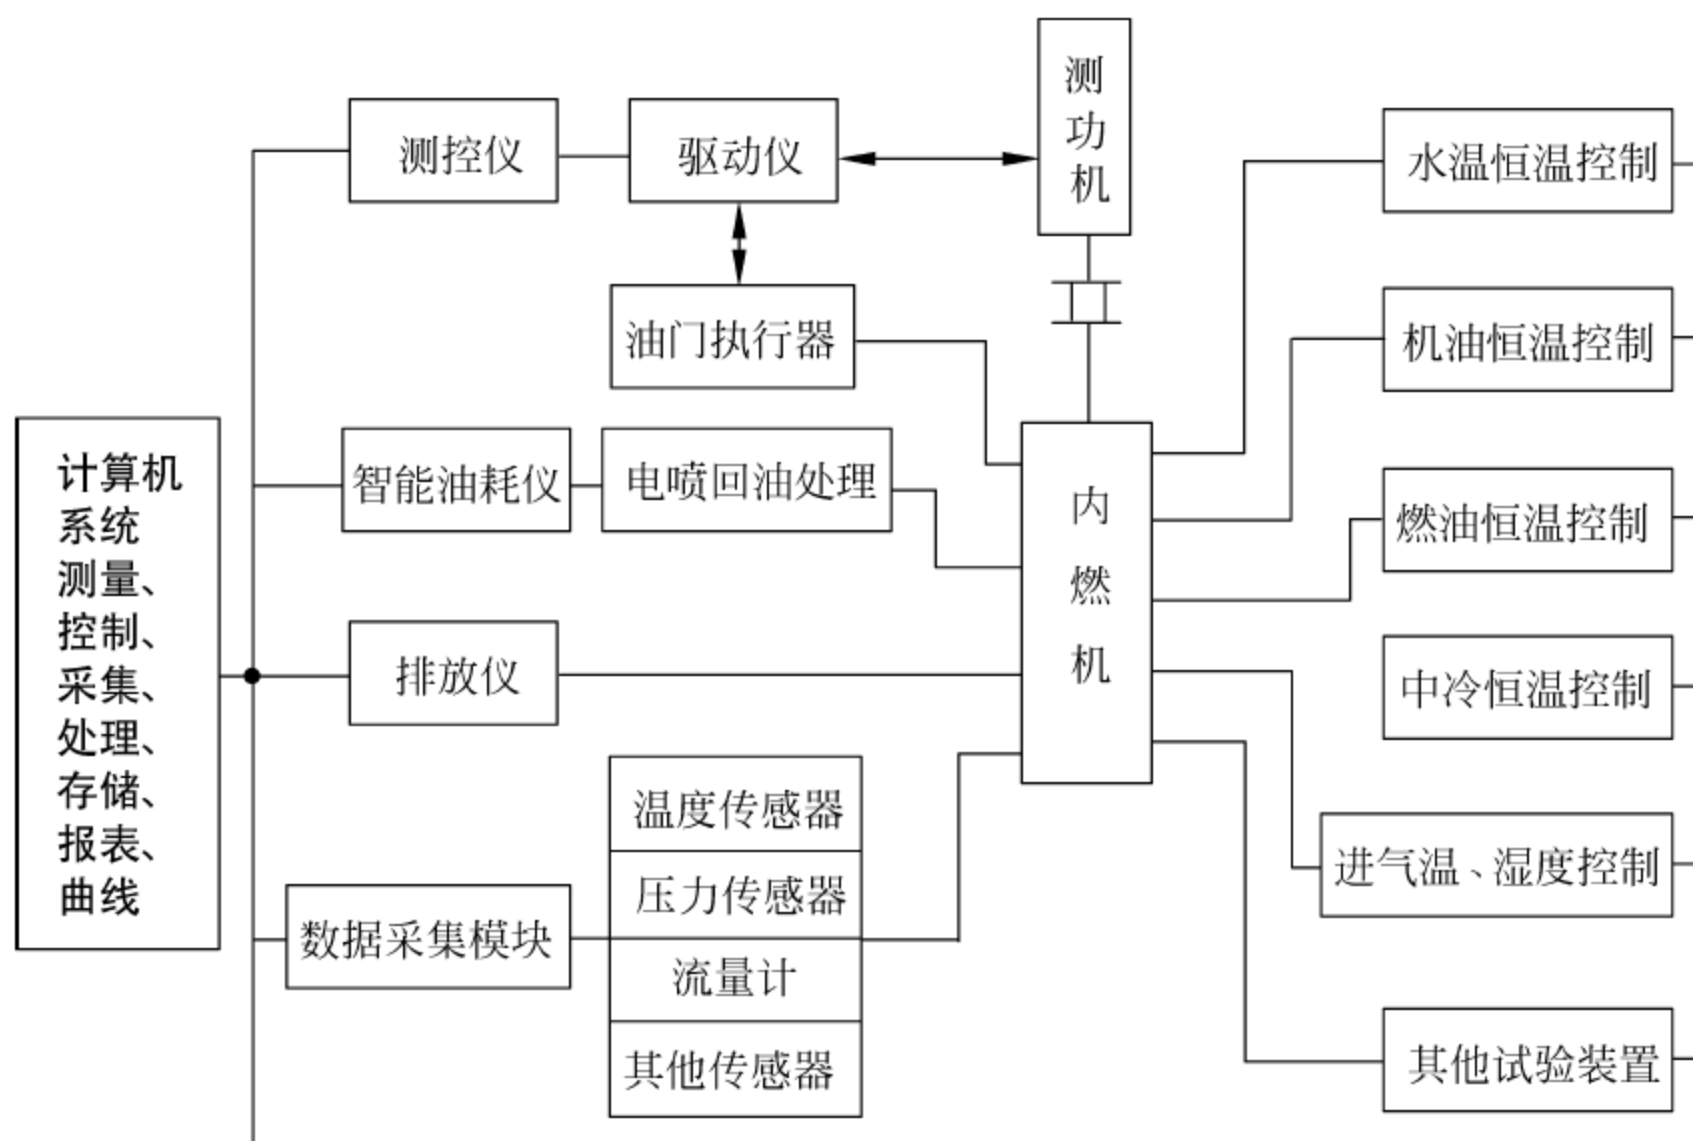 测
功
机
测控仪
驱动仪
水温恒温控制
油门执行器
机油恒温控制
计算机
系统
测量、
控制、
采集、
处理、
存储、
报表、
曲线
智能油耗仪
电喷回油处理
内
燃
机
燃油恒温控制
排放仪
中冷恒温控制
温度传感器
压力传感器
流量计
其他传感器
数据采集模块
进气温、湿度控制
其他试验装置